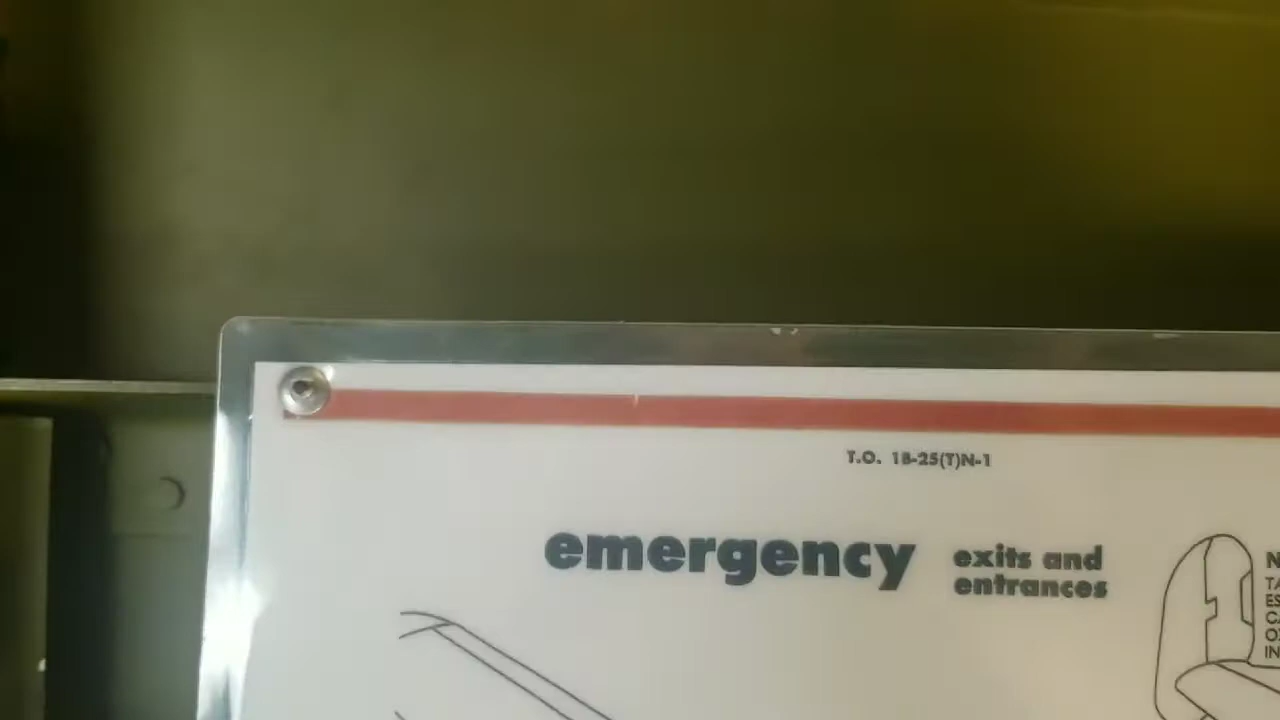 T.O. 1B-25(T)N-1
emergency
exits and
entrances